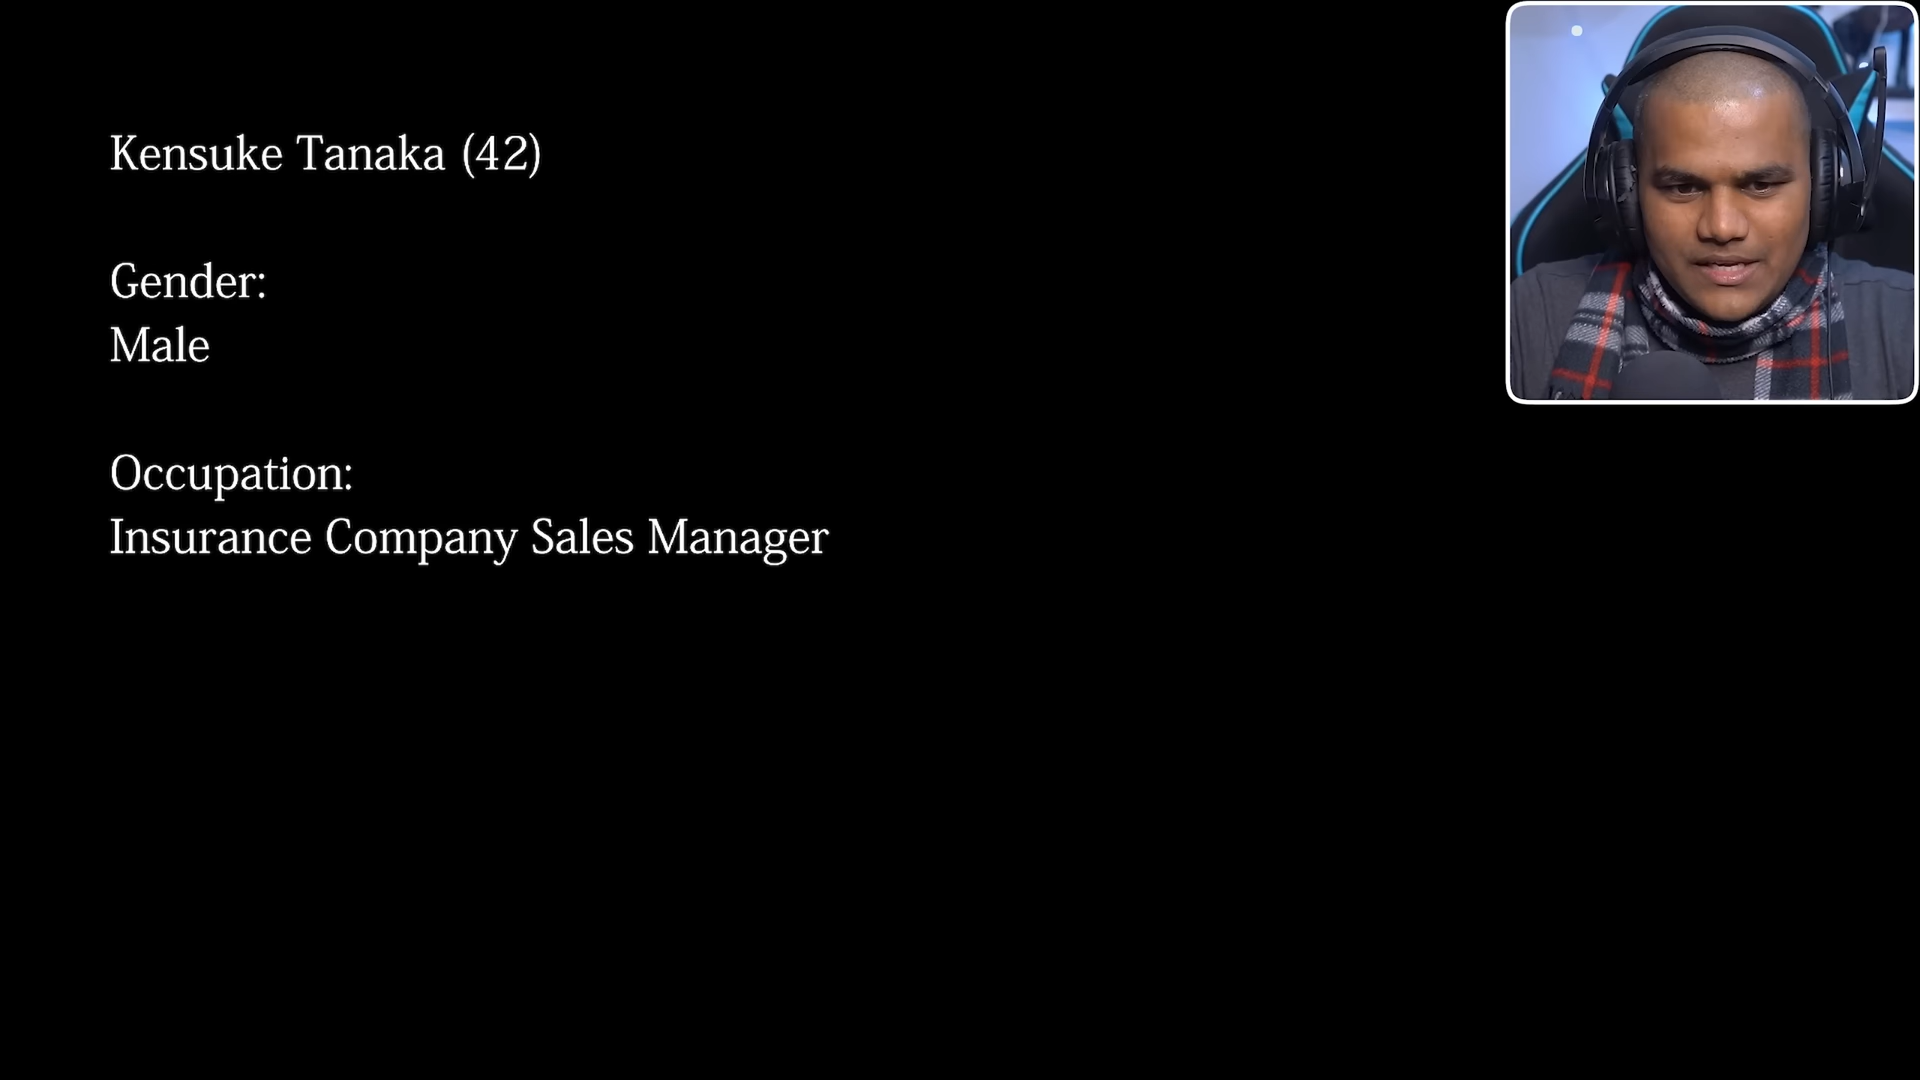 Kensuke Tanaka (42)
Gender:
Male
Occupation:
Insurance Company Sales Manager